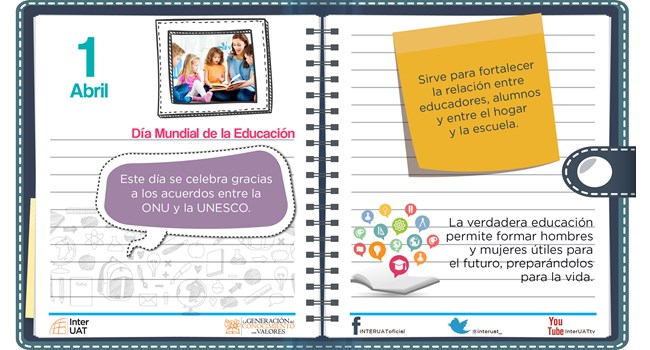 1
Abril
Día Mundial de la Educación
Este día se celebra gracias
a los acuerdos entre la
ONU y la UNESCO.
Inter
UAT
LA GENERACIÓN DEL
CONOCIMIENTO
CON VALORES
Sirve para fortalecer
la relación entre
educadores, alumnos
y entre el hogar
y la escuela.
La verdadera educación
permite formar hombres
y mujeres útiles para
el futuro, preparándolos
para la vida.
f
INTERUAToficial
@interuat_
You
Tube InterUATtv